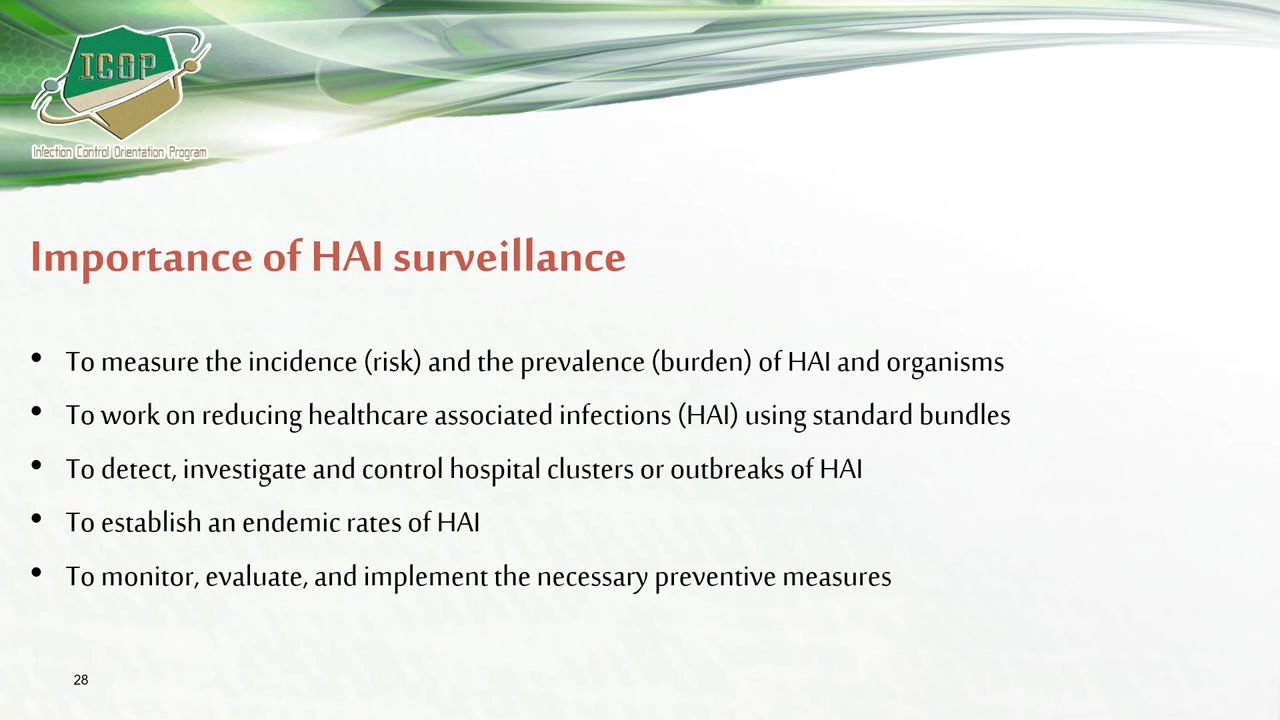 ICOP
Infection Control Orientation Program
Importance of HAI surveillance
• To measure the incidence (risk) and the prevalence (burden) of HAI and organisms
• To work on reducing healthcare associated infections (HAI) using standard bundles
• To detect, investigate and control hospital clusters or outbreaks of HAI
• To establish an endemic rates of HAI
• To monitor, evaluate, and implement the necessary preventive measures
28